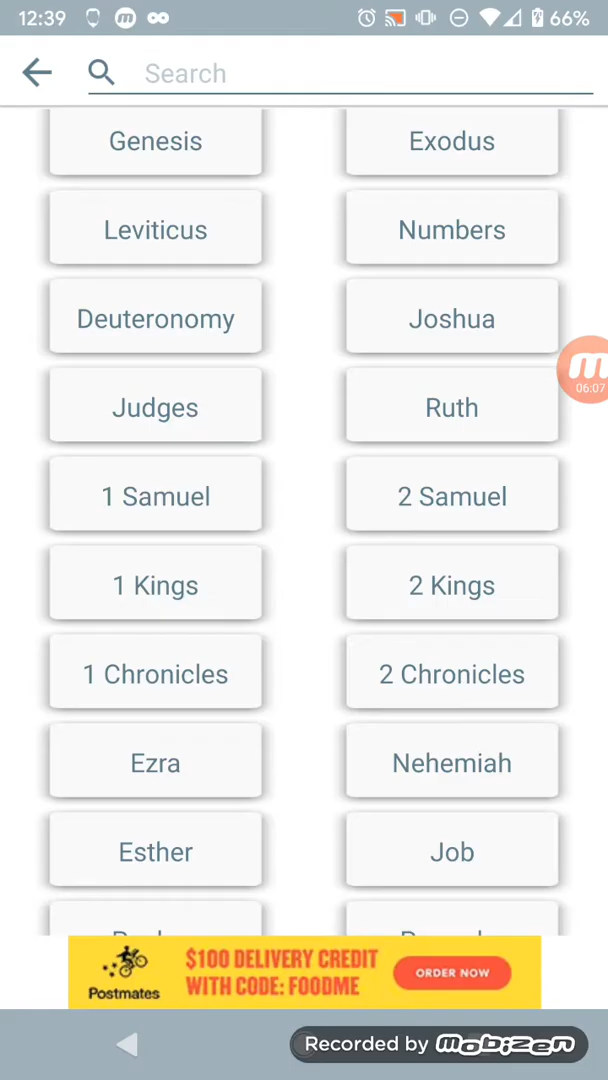 12:39
66%
Search
Genesis
Exodus
Leviticus
Numbers
Deuteronomy
Joshua
06:07
Judges
Ruth
1 Samuel
2 Samuel
1 Kings
2 Kings
1 Chronicles
2 Chronicles
Ezra
Nehemiah
Esther
Job
Postmates
$100 DELIVERY CREDIT
WITH CODE: FOODME
ORDER NOW
Recorded by mobizen